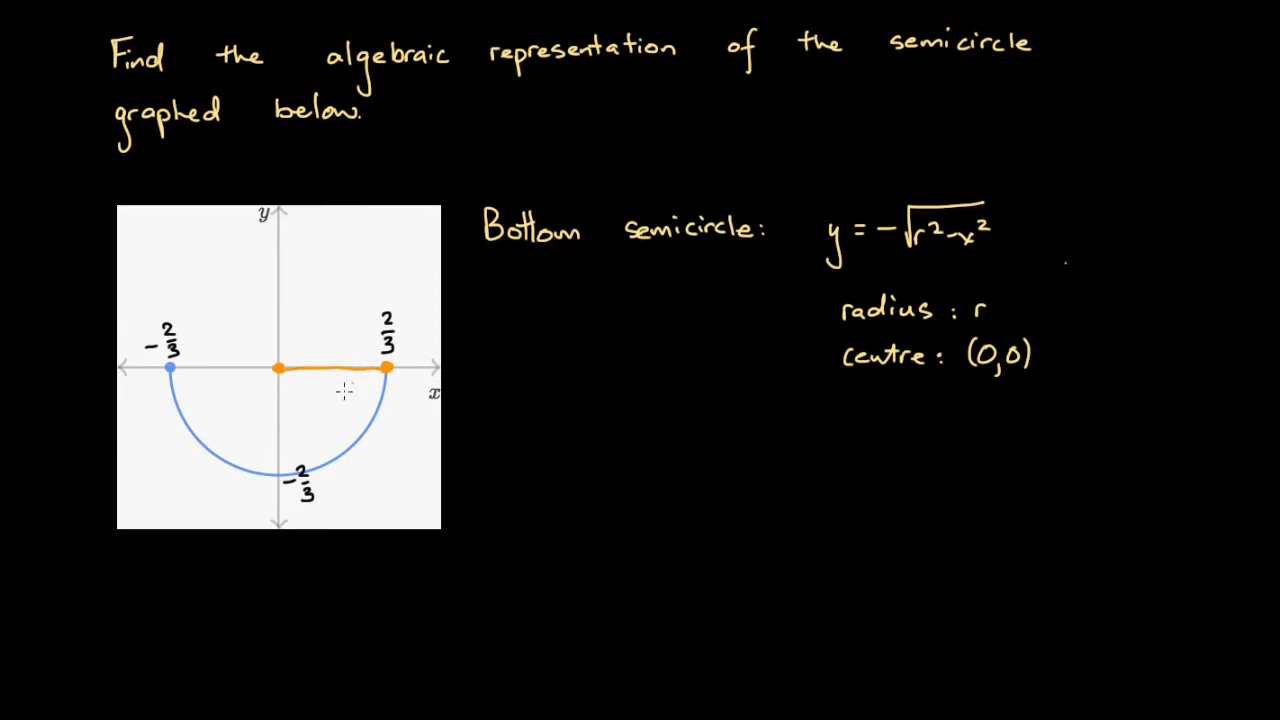 Find the algebraic representation of the semicircle
graphed below.
Bottom semicircle: y = -√(r²-x²)
radius : r
centre : (0,0)
y
-2/3
2/3
x
-2/3